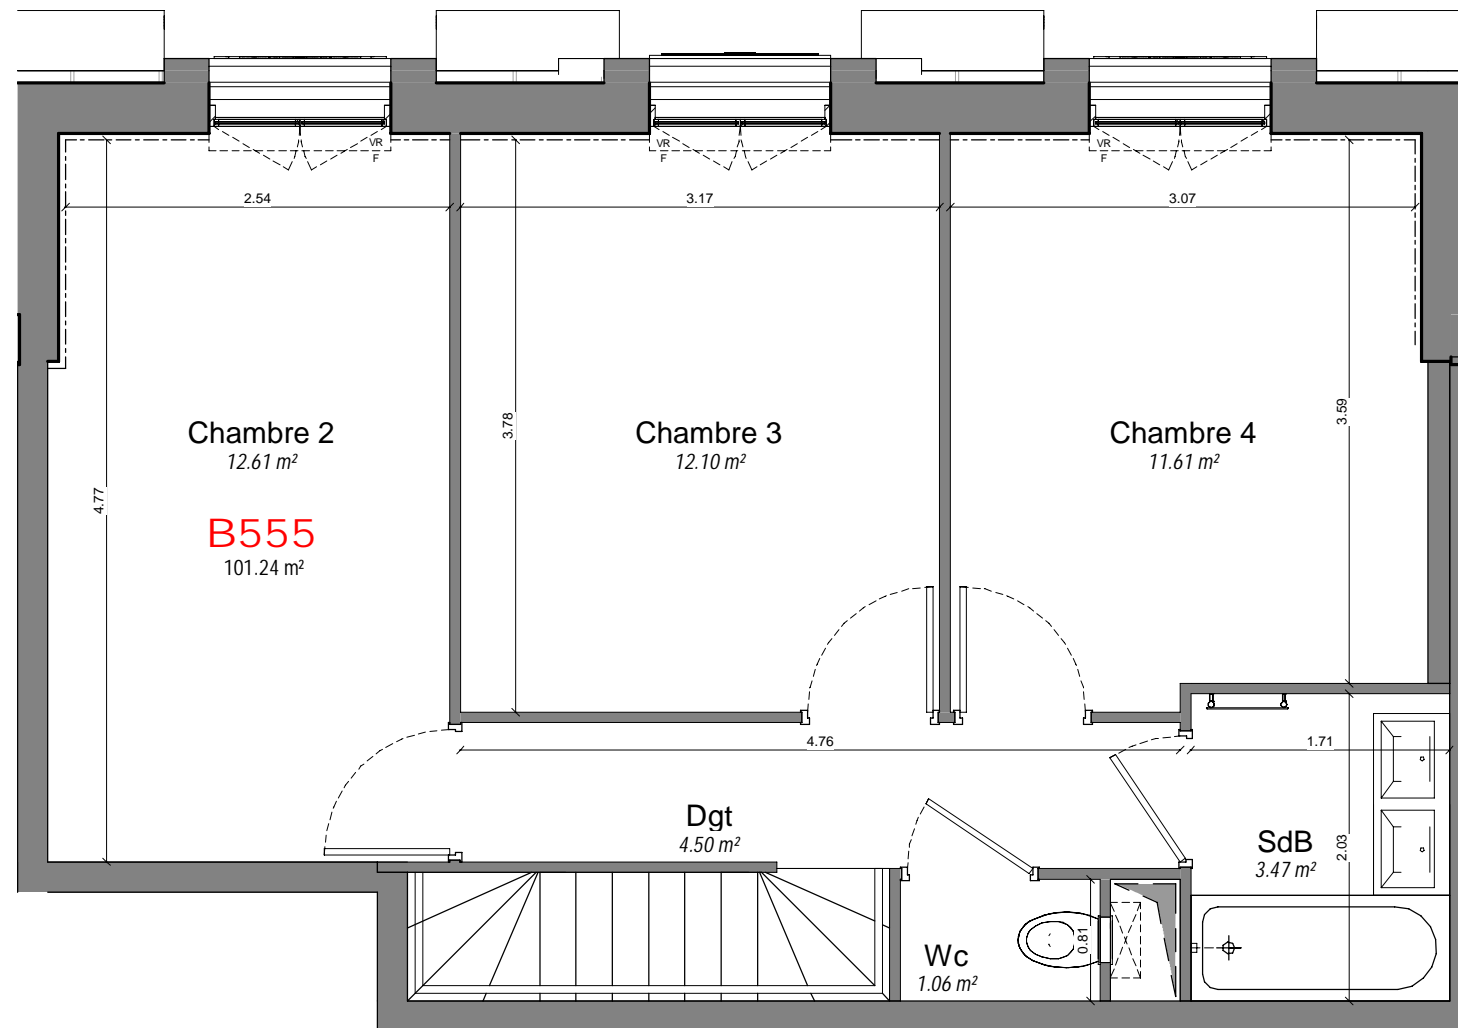 VR
F
VR
F
VR
F
2.54
3.17
3.07
3.78
3.59
4.77
Chambre 2
12.61 m²
Chambre 3
12.10 m²
Chambre 4
11.61 m²
B555
101.24 m²
4.76
1.71
Dgt
4.50 m²
SdB
3.47 m²
2.03
0.81
Wc
1.06 m²